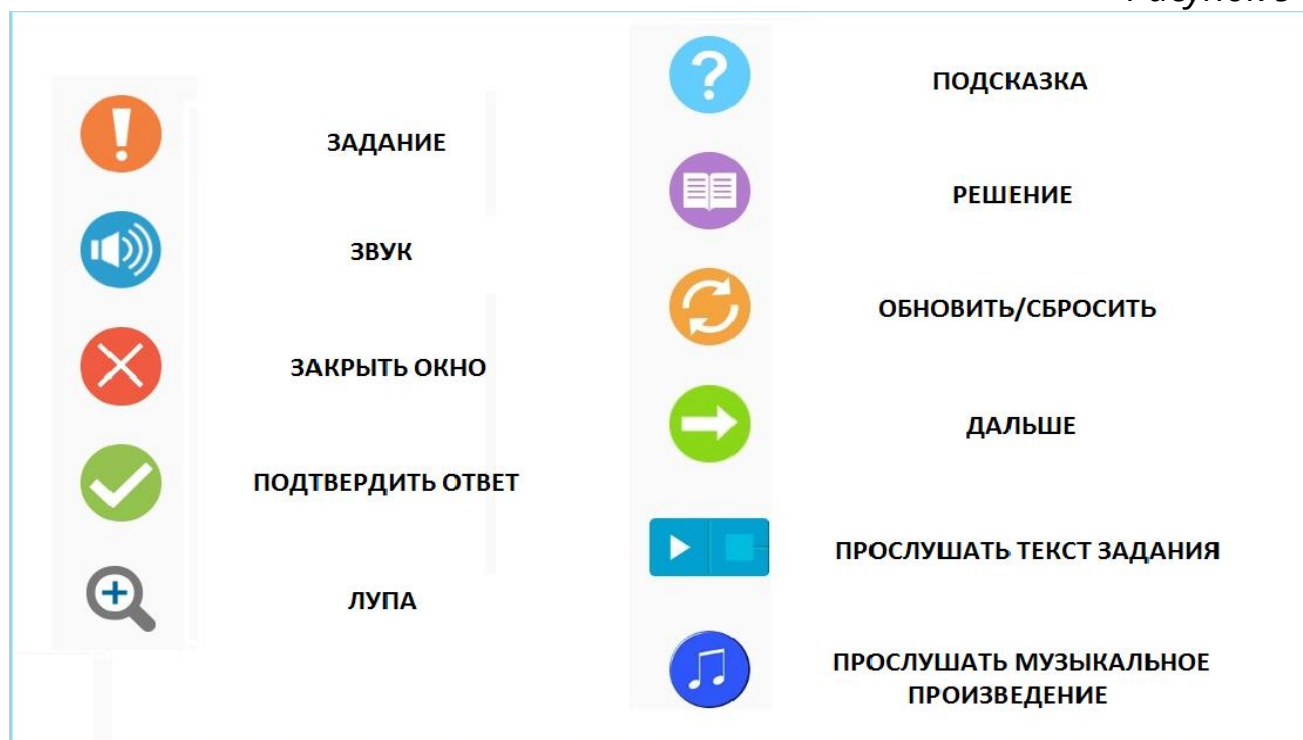 ЗАДАНИЕ
ЗВУК
ЗАКРЫТЬ ОКНО
ПОДТВЕРДИТЬ ОТВЕТ
ЛУПА
ПОДСКАЗКА
РЕШЕНИЕ
ОБНОВИТЬ/СБРОСИТЬ
ДАЛЬШЕ
ПРОСЛУШАТЬ ТЕКСТ ЗАДАНИЯ
ПРОСЛУШАТЬ МУЗЫКАЛЬНОЕ
ПРОИЗВЕДЕНИЕ